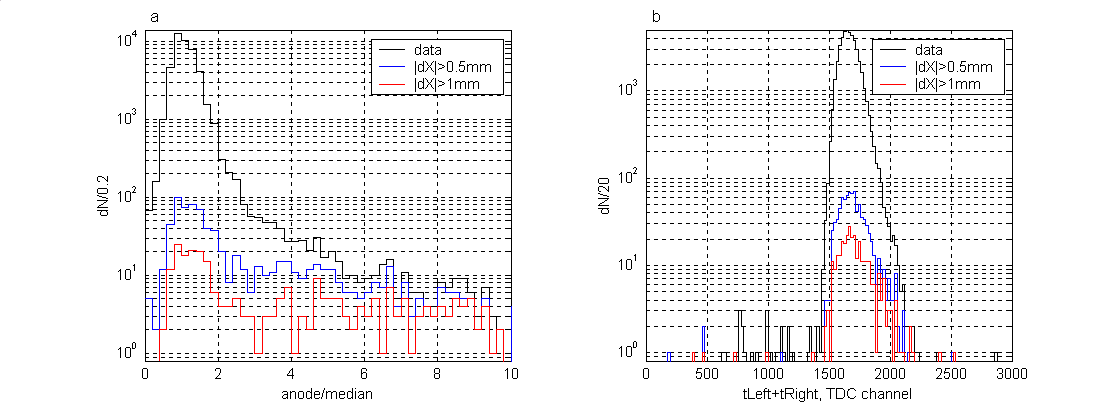 a
10^4
10^3
10^2
10^1
10^0
dN/0.2
data
|dX|>0.5mm
|dX|>1mm
0 2 4 6 8 10
anode/median
b
10^3
10^2
10^1
10^0
dN/20
data
|dX|>0.5mm
|dX|>1mm
0 500 1000 1500 2000 2500 3000
tLeft+tRight, TDC channel